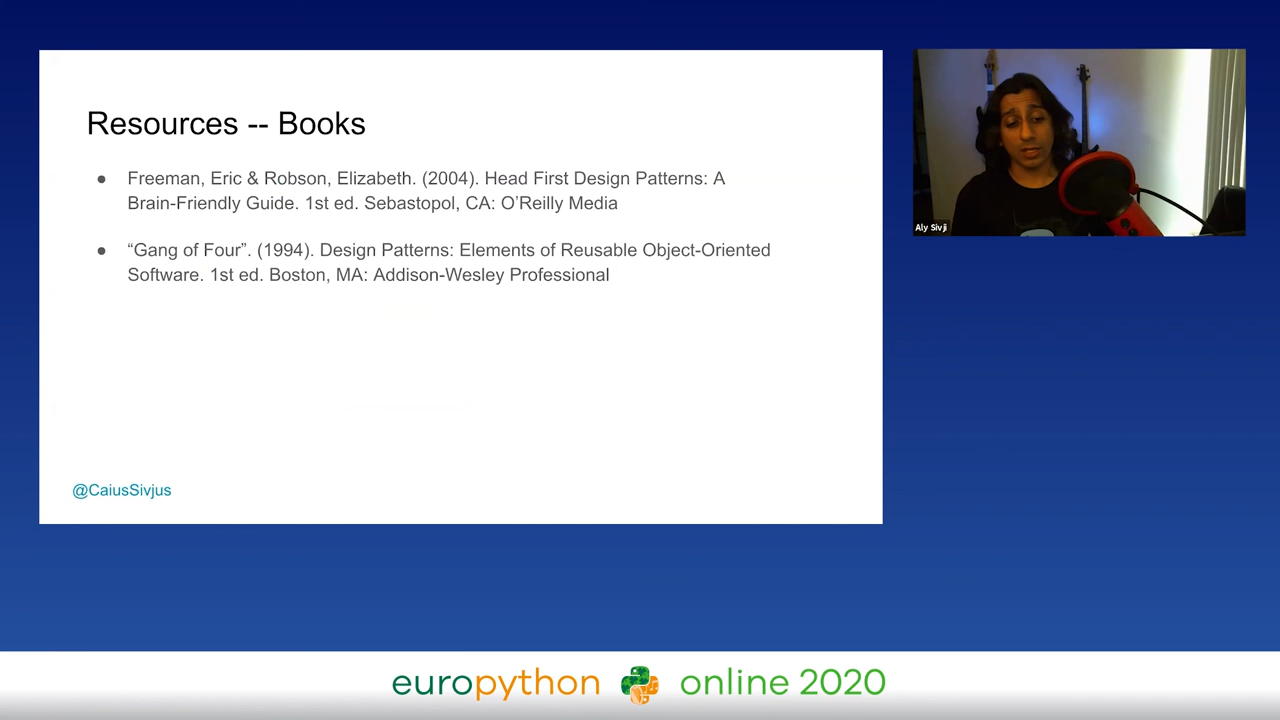 Resources -- Books
● Freeman, Eric & Robson, Elizabeth. (2004). Head First Design Patterns: A
Brain-Friendly Guide. 1st ed. Sebastopol, CA: O’Reilly Media
● “Gang of Four”. (1994). Design Patterns: Elements of Reusable Object-Oriented
Software. 1st ed. Boston, MA: Addison-Wesley Professional
@CaiusSivjus
Aly Sivji
europython online 2020